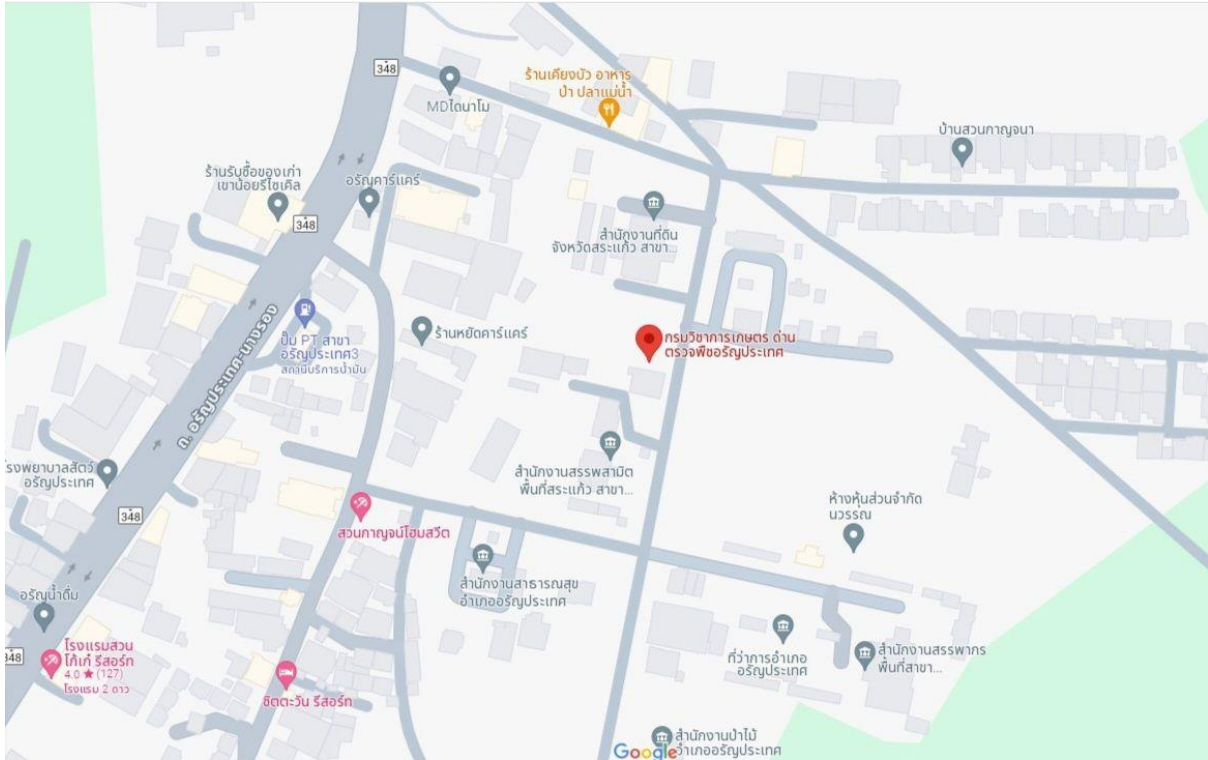 348
MDไดนาโม
ร้านเคียงบัว อาหาร
ป่า ปลาแม่น้ำ
บ้านสวนกาญจนา
ร้านรับซื้อของเก่า
เขาน้อยรีไซเคิล
อรัญคาร์แคร์
348
สำนักงานที่ดิน
จังหวัดสระแก้ว สาขา...
ปั๊ม PT สาขา
อรัญประเทศ3
สถานีบริการน้ำมัน
ร้านหยัดคาร์แคร์
กรมวิชาการเกษตร ด่าน
ตรวจพืชอรัญประเทศ
ถ. อรัญประเทศ-นางรอง
โรงพยาบาลสัตว์
อรัญประเทศ
348
สำนักงานสรรพสามิต
พื้นที่สระแก้ว สาขา...
ห้างหุ้นส่วนจำกัด
นวรรณ
สวนกาญจน์โฮมสวีต
สำนักงานสาธารณสุข
อำเภออรัญประเทศ
อรัญน้ำดื่ม
348
โรงแรมสวน
โก้เก๋ รีสอร์ท
4.0 ★ (127)
โรงแรม 2 ดาว
ชิตตะวัน รีสอร์ท
ที่ว่าการอำเภอ
อรัญประเทศ
สำนักงานสรรพากร
พื้นที่สาขา...
สำนักงานป่าไม้
อำเภออรัญประเทศ
Google